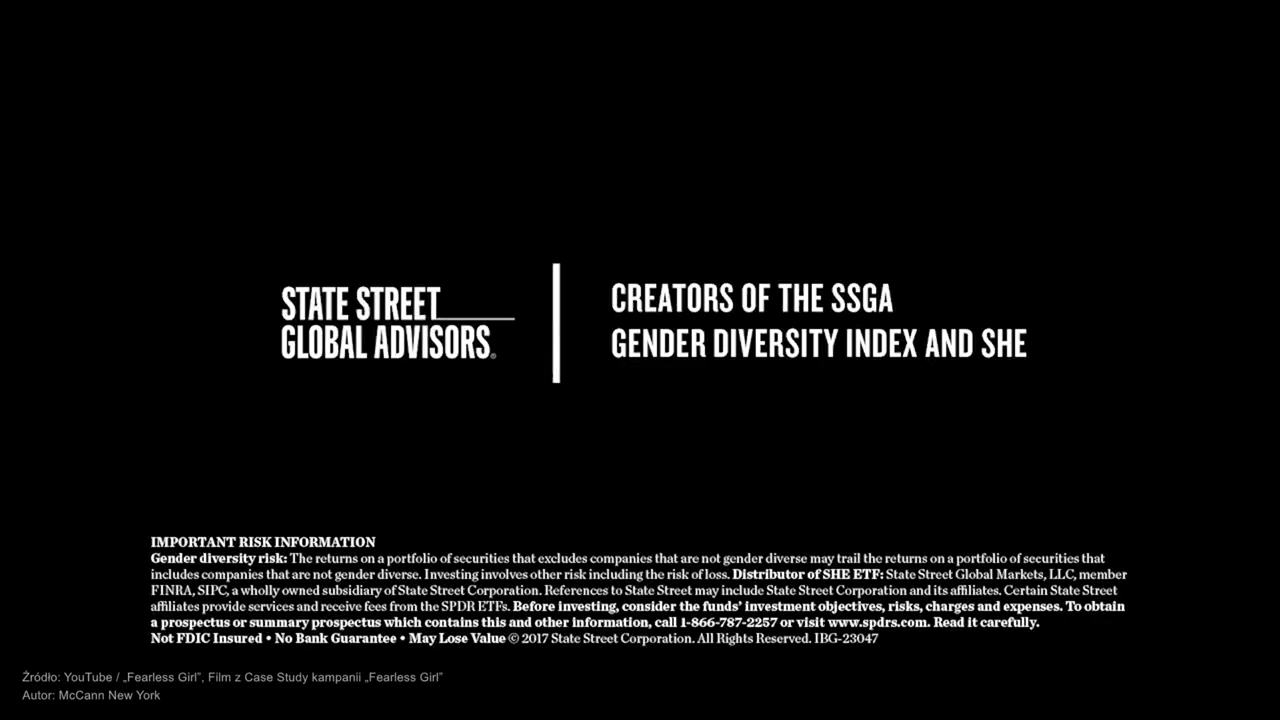 STATE STREET
GLOBAL ADVISORS®
CREATORS OF THE SSGA
GENDER DIVERSITY INDEX AND SHE
IMPORTANT RISK INFORMATION
Gender diversity risk: The returns on a portfolio of securities that excludes companies that are not gender diverse may trail the returns on a portfolio of securities that
includes companies that are not gender diverse. Investing involves other risk including the risk of loss. Distributor of SHE ETF: State Street Global Markets, LLC, member
FINRA, SIPC, a wholly owned subsidiary of State Street Corporation. References to State Street may include State Street Corporation and its affiliates. Certain State Street
affiliates provide services and receive fees from the SPDR ETFs. Before investing, consider the funds' investment objectives, risks, charges and expenses. To obtain
a prospectus or summary prospectus which contains this and other information, call 1-866-787-2257 or visit www.spdrs.com. Read it carefully.
Not FDIC Insured • No Bank Guarantee • May Lose Value © 2017 State Street Corporation. All Rights Reserved. IBG-23047
Źródło: YouTube / „Fearless Girl”, Film z Case Study kampanii „Fearless Girl”
Autor: McCann New York